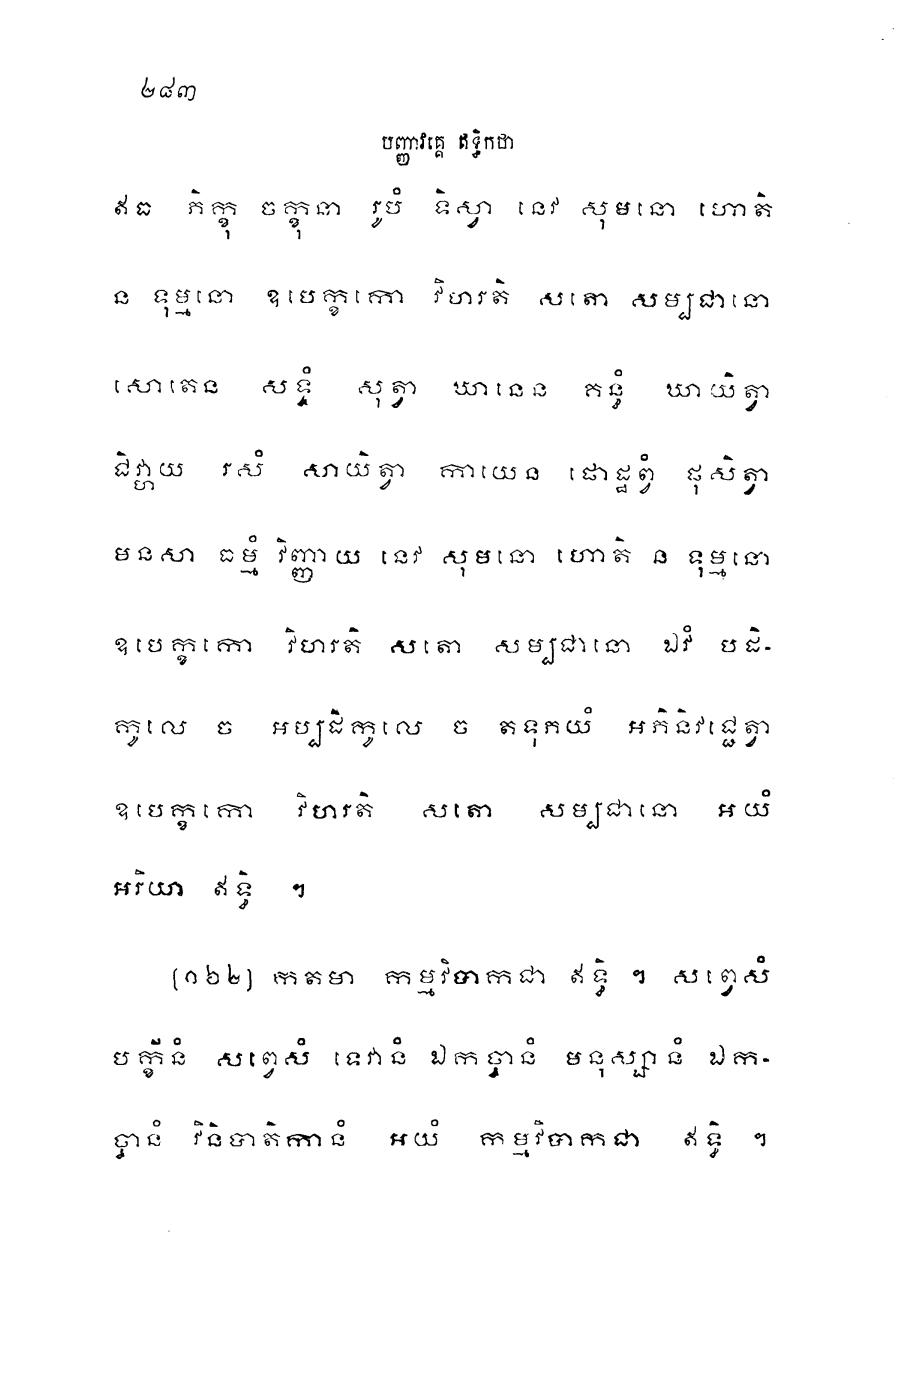 ២៨៣
បញ្ញាវគ្គេ ឥទ្ធិកថា
ឥធ ភិក្ខុ ចក្ខុនា រូបំ ទិស្វា នេវ សុមនោ ហោតិ
ន ទុម្មនោ ឧបេក្ខកោ វិហរតិ សតោ សម្បជានោ
សោតេន សទ្ទំ សុត្វា ឃានេន គន្ធំ ឃាយិត្វា
ជិវ្ហាយ រសំ សាយិត្វា កាយេន ផោដ្ឋព្វំ ផុសិត្វា
មនសា ធម្មំ វិញ្ញាយ នេវ សុមនោ ហោតិ ន ទុម្មនោ
ឧបេក្ខកោ វិហរតិ សតោ សម្បជានោ ឯវំ បដិ-
កូលេ ច អប្បដិកូលេ ច តទុភយំ អភិនិវជ្ជេត្វា
ឧបេក្ខកោ វិហរតិ សតោ សម្បជានោ អយំ
អរិយា ឥទ្ធិ ។
(១៦២) កតមា កម្មវិបាកជា ឥទ្ធិ ។ សព្វេសំ
បក្ខីនំ សព្វេសំ ទេវានំ ឯកច្ចានំ មនុស្សានំ ឯក-
ច្ចានំ វិនិបាតិកានំ អយំ កម្មវិបាកជា ឥទ្ធិ ។